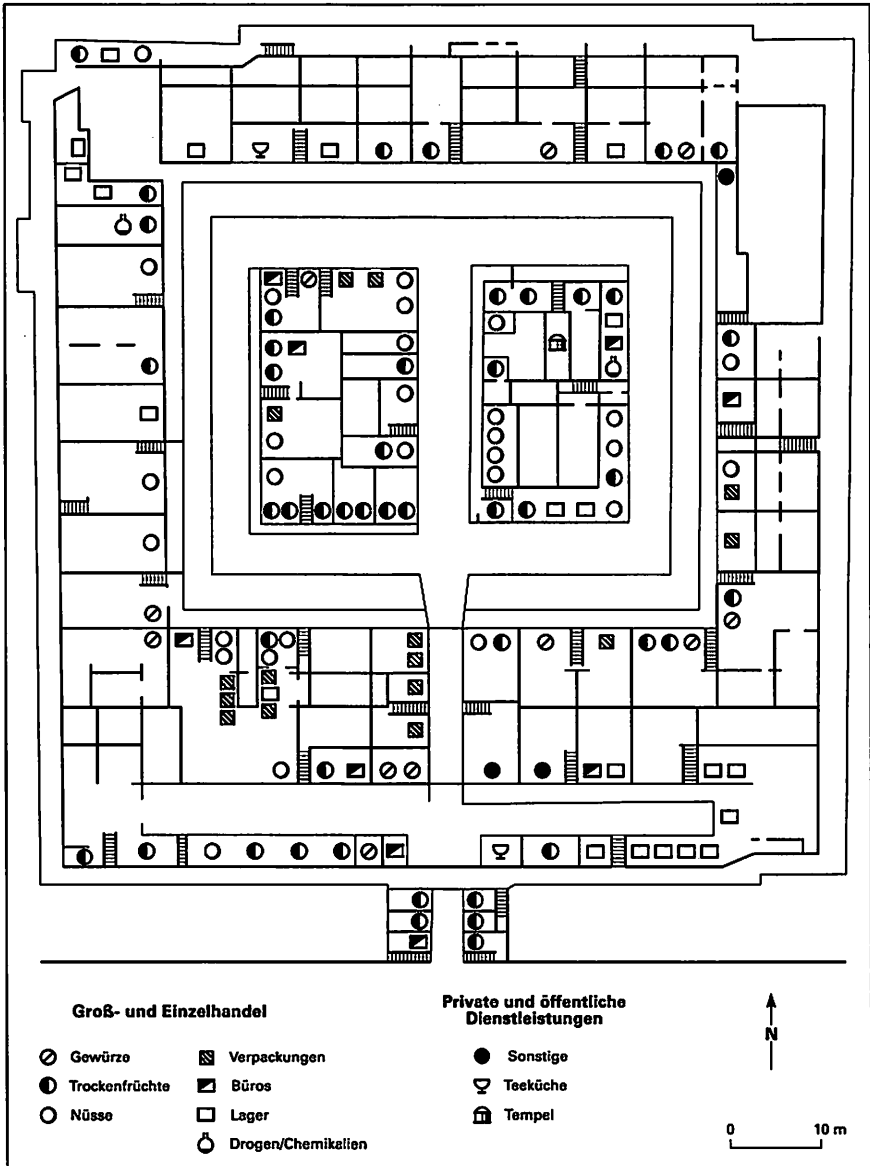 Groß- und Einzelhandel
Gewürze
Trockenfrüchte
Nüsse
Verpackungen
Büros
Lager
Drogen/Chemikalien
Private und öffentliche
Dienstleistungen
Sonstige
Teeküche
Tempel
N
0 10 m